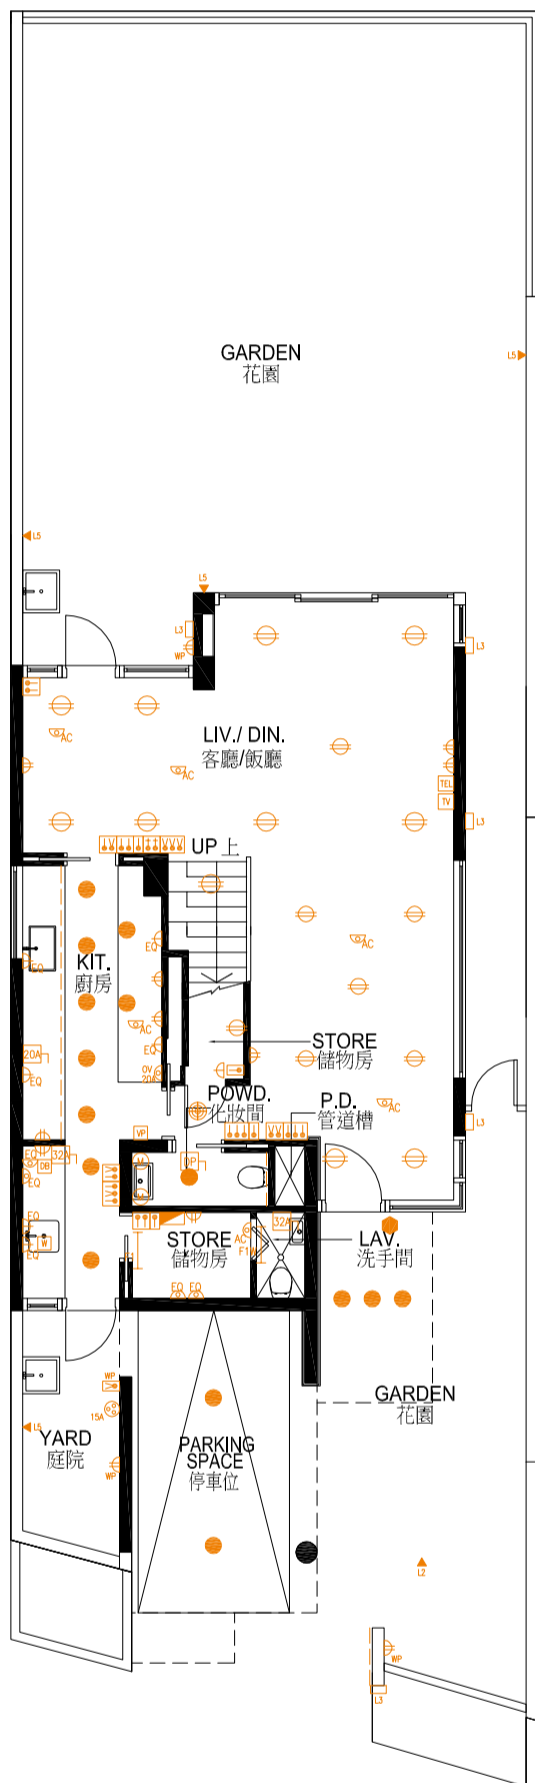 GARDEN
花園
L5
L5
L5
L3
WP
L3
LIV./ DIN.
客廳/飯廳
AC
AC
TEL
TV
L3
UP 上
EQ
KIT.
廚房
EQ
AC
AC
EQ
STORE
儲物房
20A
EQ
OV
20A
POWD.
化妝間
P.D.
管道槽
AC
L3
VP
EQ
DB
32A
EQ
DP
EQ
W
EQ
STORE
儲物房
32A
AC
LAV.
洗手間
EQ
EQ
WP
15A
GARDEN
花園
L5
YARD
庭院
PARKING
SPACE
停車位
WP
L2
WP
L3